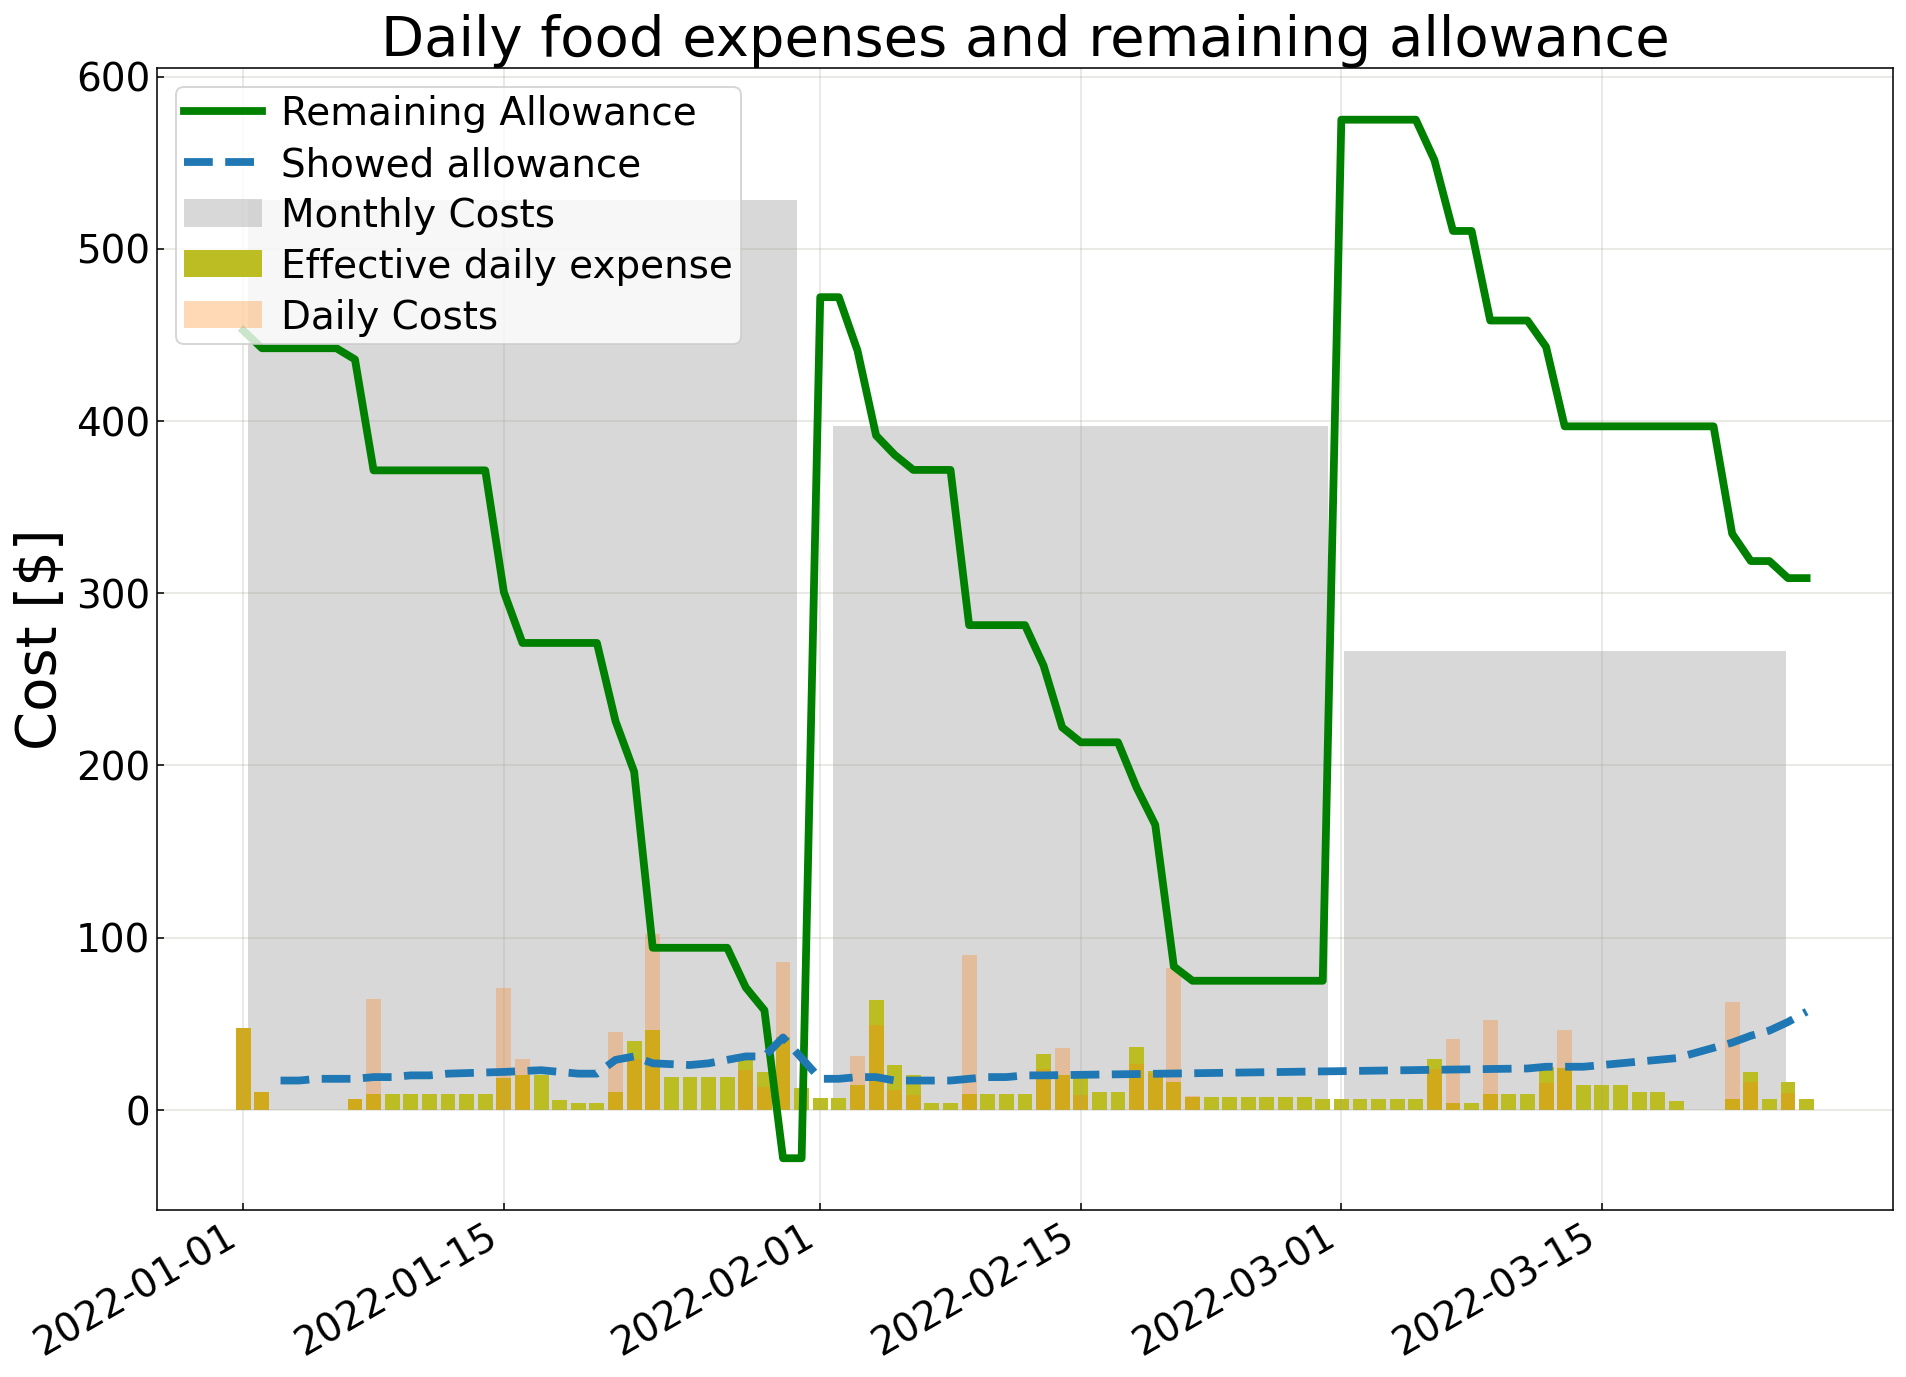 Daily food expenses and remaining allowance
600
500
400
300
200
100
0
Cost [$]
Remaining Allowance
Showed allowance
Monthly Costs
Effective daily expense
Daily Costs
2022-01-01
2022-01-15
2022-02-01
2022-02-15
2022-03-01
2022-03-15